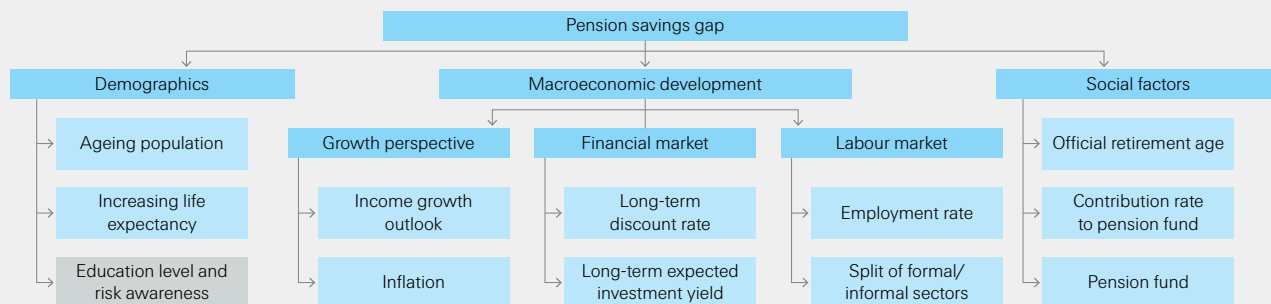 Pension savings gap
Demographics
Macroeconomic development
Social factors
Ageing population
Growth perspective
Financial market
Labour market
Official retirement age
Increasing life
expectancy
Income growth
outlook
Long-term
discount rate
Employment rate
Contribution rate
to pension fund
Education level and
risk awareness
Inflation
Long-term expected
investment yield
Split of formal/
informal sectors
Pension fund